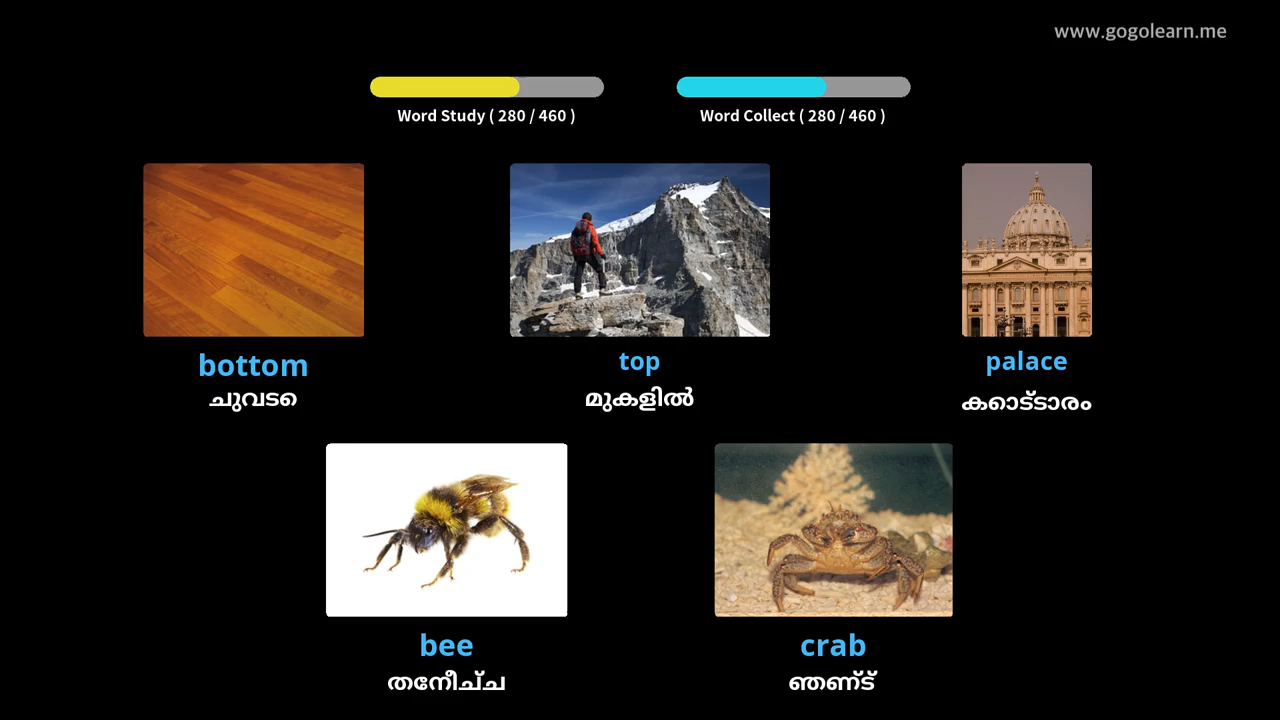 www.gogolearn.me
Word Study ( 280 / 460 )
Word Collect ( 280 / 460 )
bottom
ചുവടെ
top
മുകളിൽ
palace
കൊട്ടാരം
bee
തേനീച്ച
crab
ഞണ്ട്